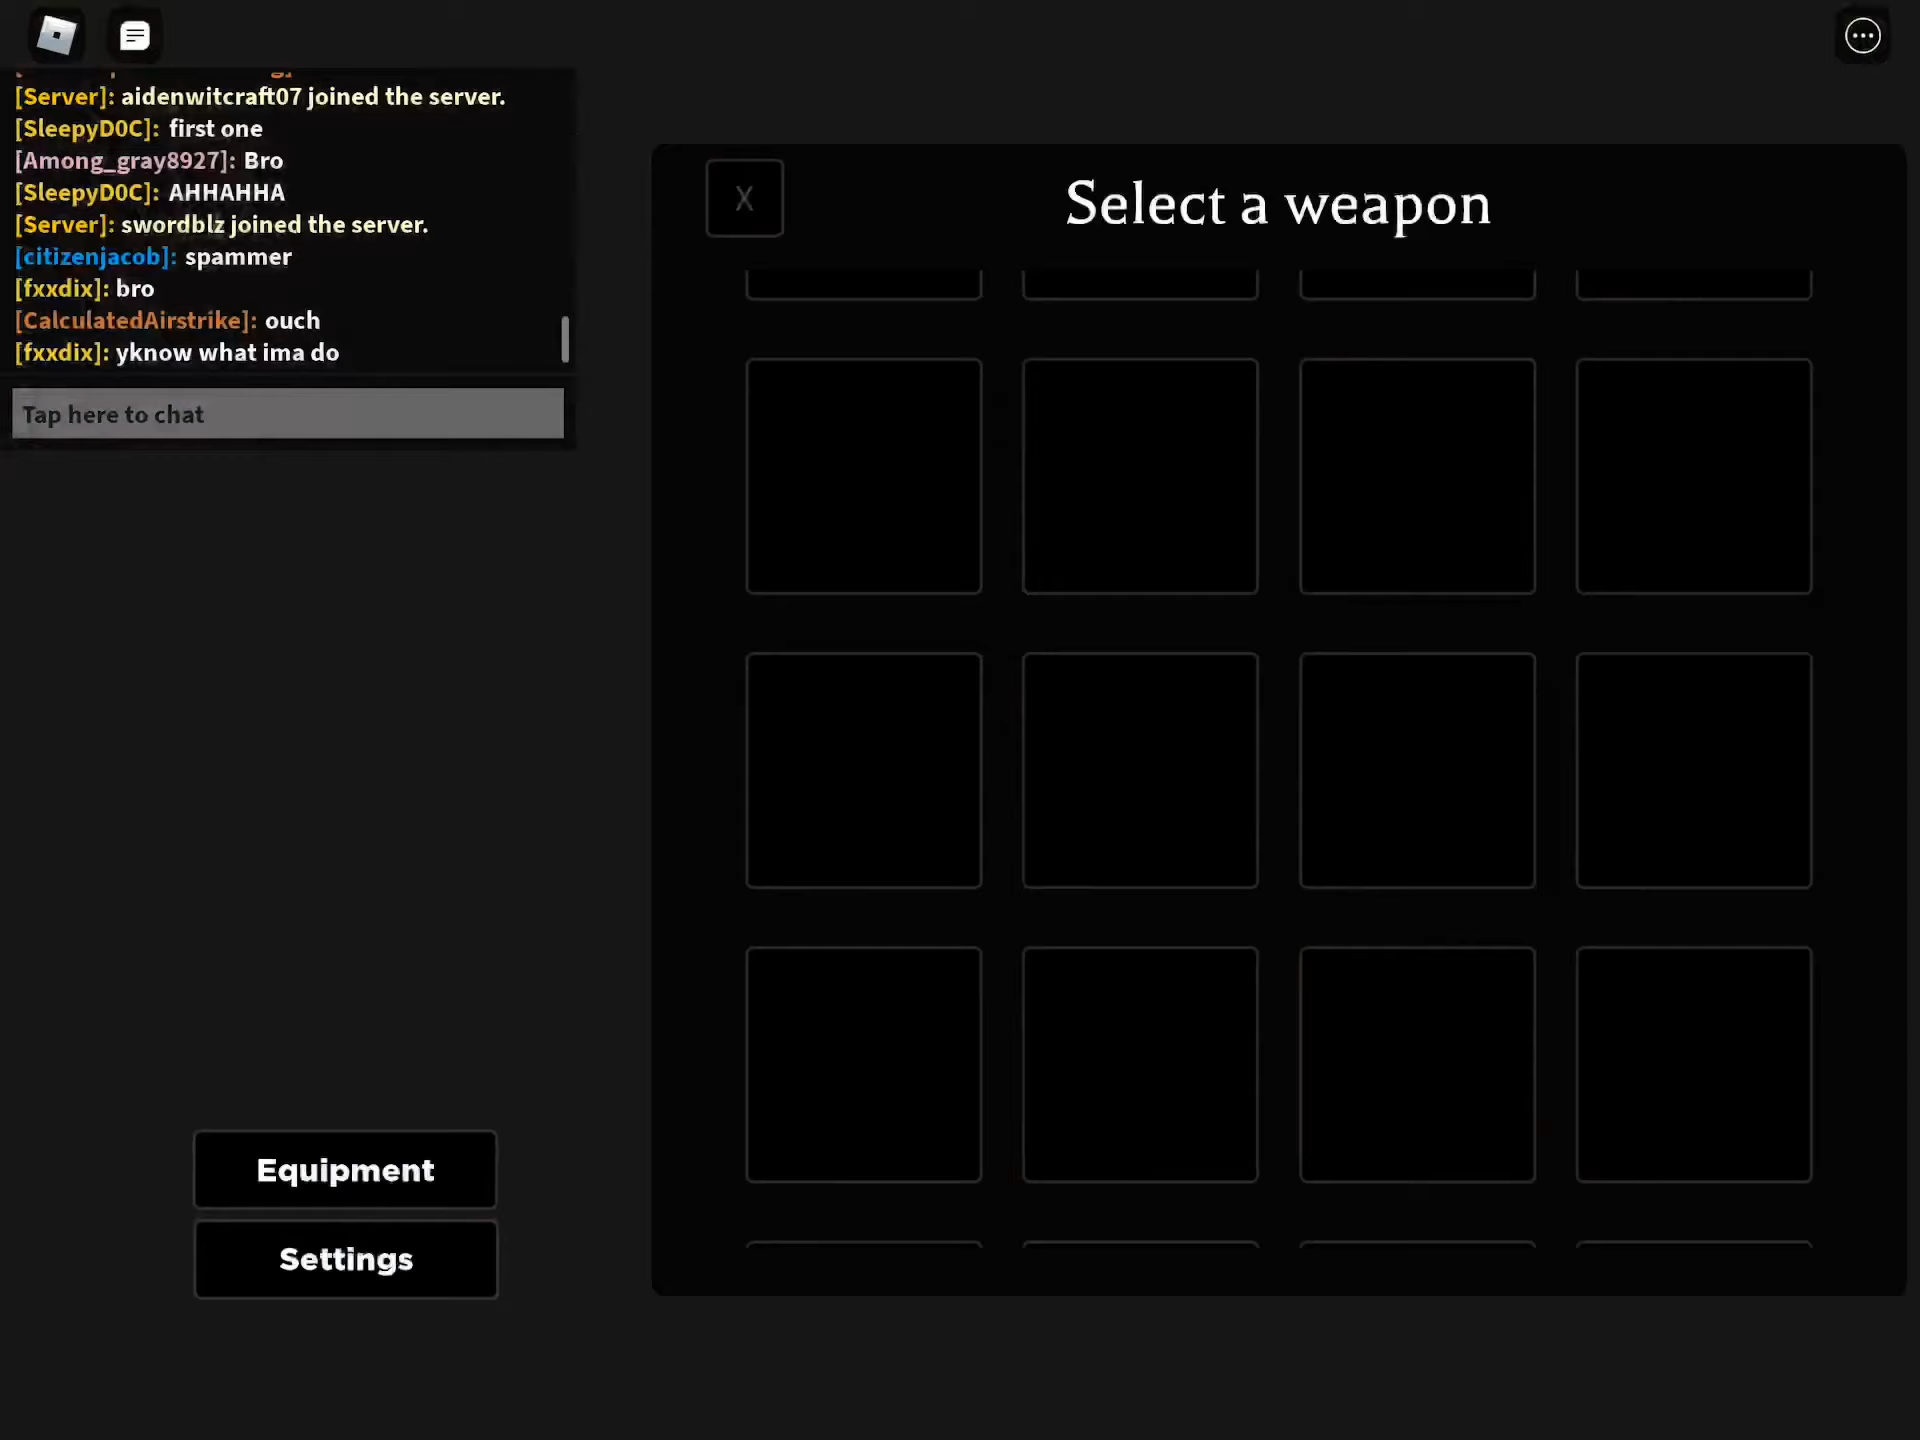 [Server]: aidenwitcraft07 joined the server.
[SleepyD0C]: first one
[Among_gray8927]: Bro
[SleepyD0C]: AHHAHHA
[Server]: swordblz joined the server.
[citizenjacob]: spammer
[fxxdix]: bro
[CalculatedAirstrike]: ouch
[fxxdix]: yknow what ima do
Tap here to chat
X
Select a weapon
Equipment
Settings